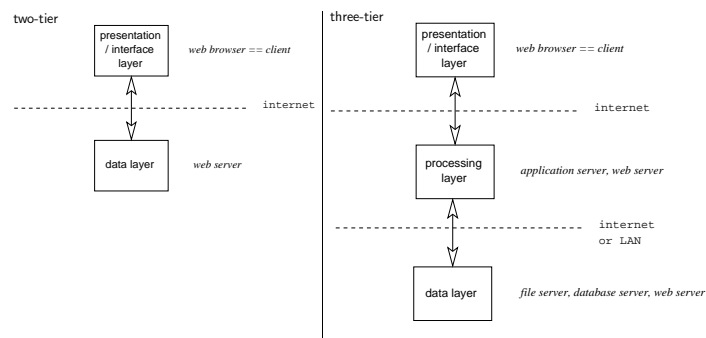 two-tier
presentation
/ interface
layer
web browser == client
internet
data layer
web server
three-tier
presentation
/ interface
layer
web browser == client
internet
processing
layer
application server, web server
internet
or LAN
data layer
file server, database server, web server